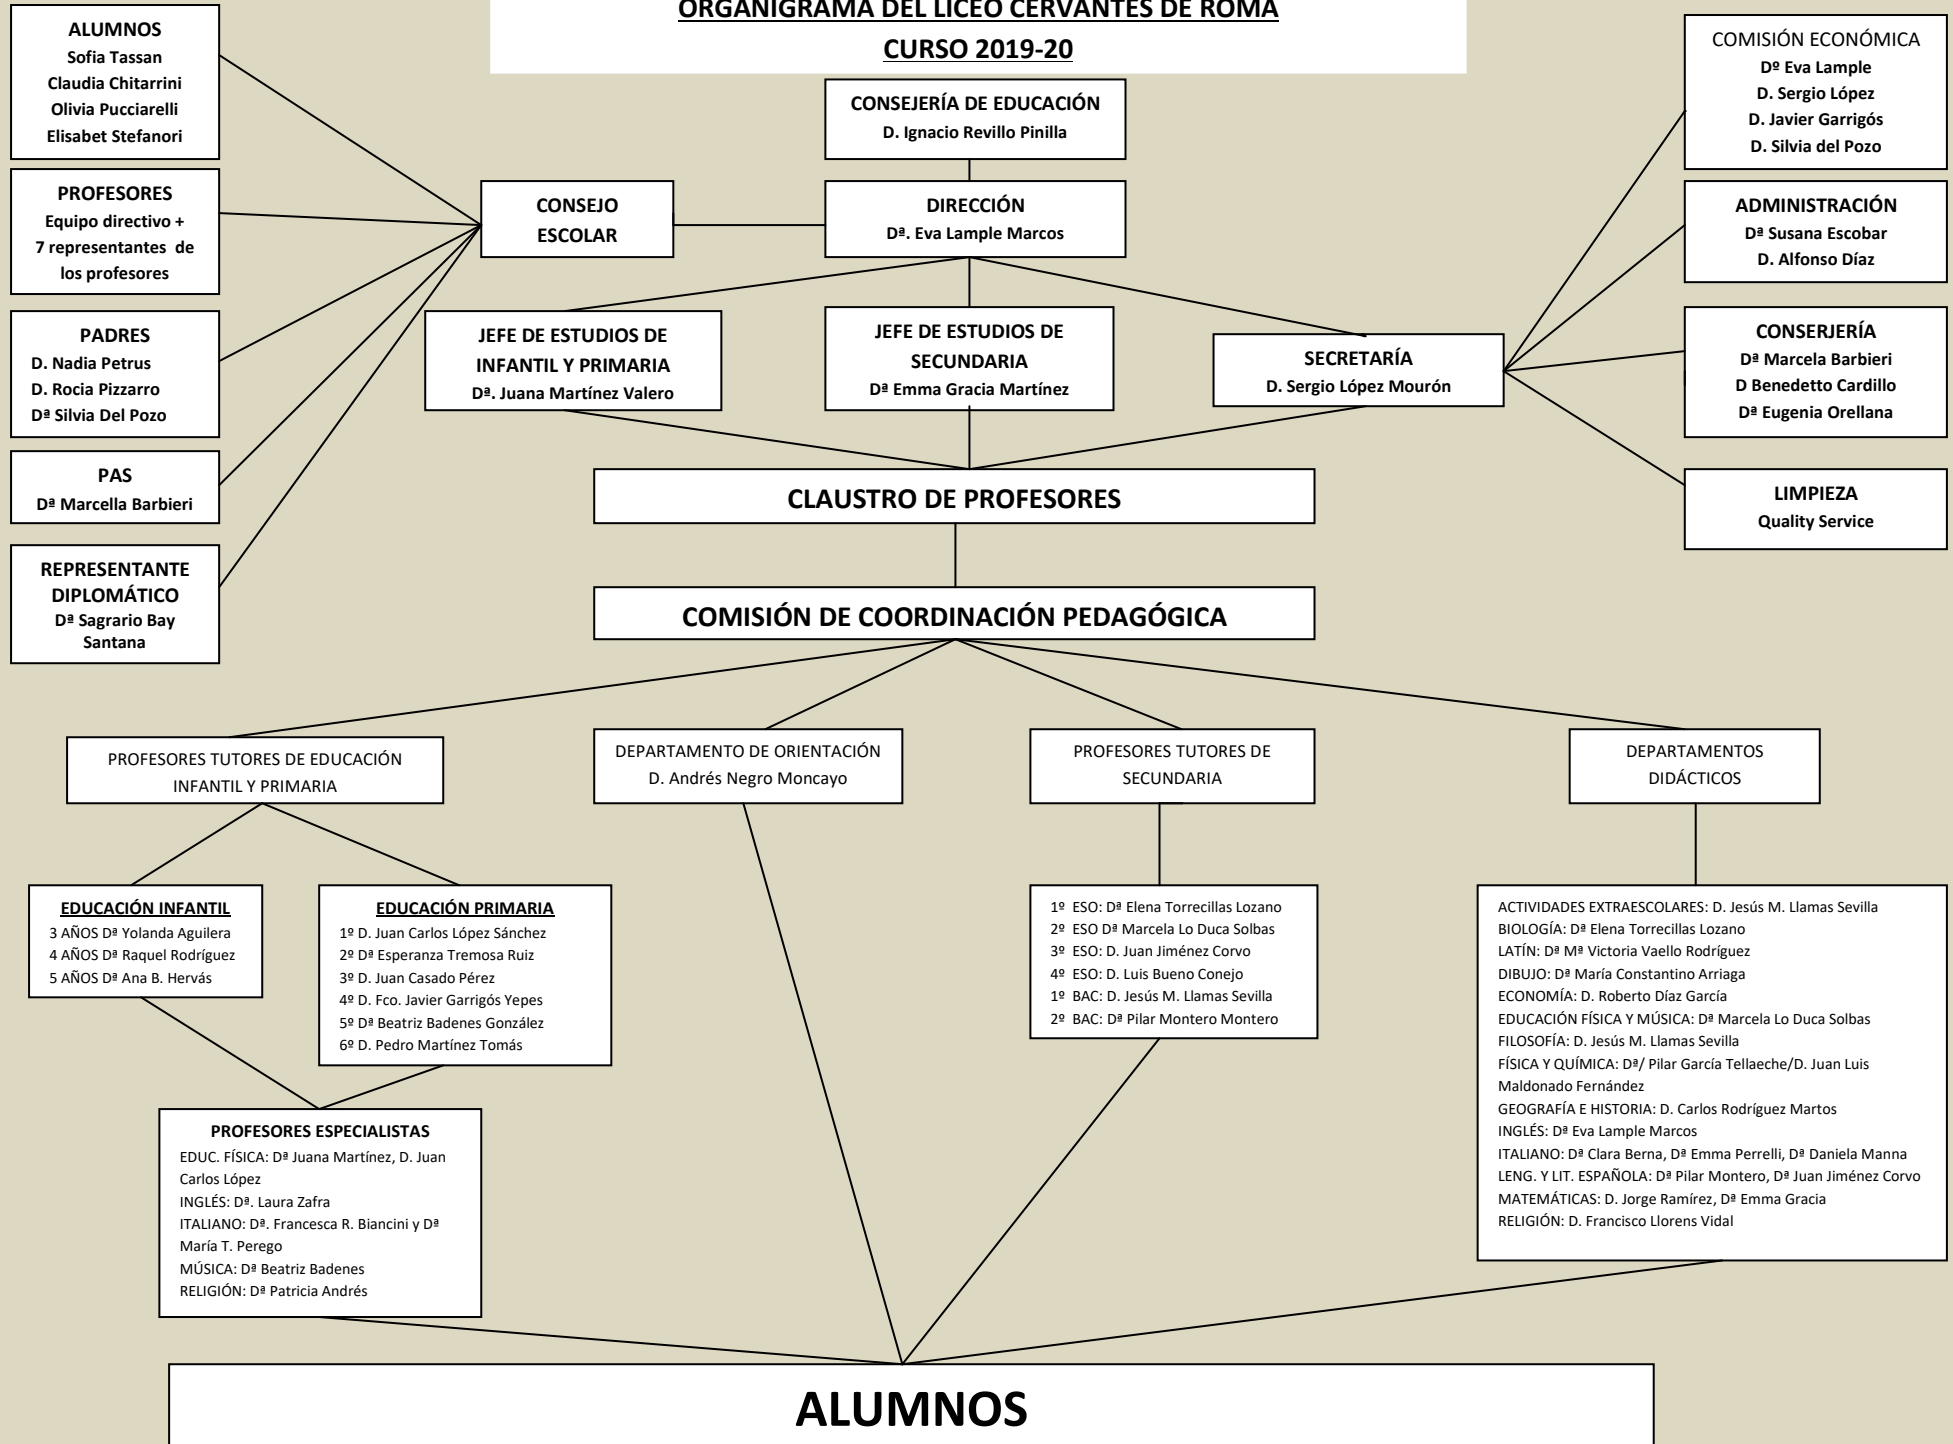 ORGANIGRAMA DEL LICEO CERVANTES DE ROMA
CURSO 2019-20
ALUMNOS
Sofia Tassan
Claudia Chitarrini
Olivia Pucciarelli
Elisabet Stefanori
PROFESORES
Equipo directivo +
7 representantes de
los profesores
PADRES
D. Nadia Petrus
D. Rocia Pizzarro
Dª Silvia Del Pozo
PAS
Dª Marcella Barbieri
REPRESENTANTE
DIPLOMÁTICO
Dª Sagrario Bay
Santana
CONSEJO
ESCOLAR
CONSEJERÍA DE EDUCACIÓN
D. Ignacio Revillo Pinilla
DIRECCIÓN
Dª. Eva Lample Marcos
JEFE DE ESTUDIOS DE
INFANTIL Y PRIMARIA
Dª. Juana Martínez Valero
JEFE DE ESTUDIOS DE
SECUNDARIA
Dª Emma Gracia Martínez
SECRETARÍA
D. Sergio López Mourón
COMISIÓN ECONÓMICA
Dº Eva Lample
D. Sergio López
D. Javier Garrigós
D. Silvia del Pozo
ADMINISTRACIÓN
Dª Susana Escobar
D. Alfonso Díaz
CONSERJERÍA
Dª Marcela Barbieri
D Benedetto Cardillo
Dª Eugenia Orellana
LIMPIEZA
Quality Service
CLAUSTRO DE PROFESORES
COMISIÓN DE COORDINACIÓN PEDAGÓGICA
PROFESORES TUTORES DE EDUCACIÓN
INFANTIL Y PRIMARIA
DEPARTAMENTO DE ORIENTACIÓN
D. Andrés Negro Moncayo
PROFESORES TUTORES DE
SECUNDARIA
DEPARTAMENTOS
DIDÁCTICOS
EDUCACIÓN INFANTIL
3 AÑOS Dª Yolanda Aguilera
4 AÑOS Dª Raquel Rodríguez
5 AÑOS Dª Ana B. Hervás
EDUCACIÓN PRIMARIA
1º D. Juan Carlos López Sánchez
2º Dª Esperanza Tremosa Ruiz
3º D. Juan Casado Pérez
4º D. Fco. Javier Garrigós Yepes
5º Dª Beatriz Badenes González
6º D. Pedro Martínez Tomás
PROFESORES ESPECIALISTAS
EDUC. FÍSICA: Dª Juana Martínez, D. Juan
Carlos López
INGLÉS: Dª. Laura Zafra
ITALIANO: Dª. Francesca R. Biancini y Dª
María T. Perego
MÚSICA: Dª Beatriz Badenes
RELIGIÓN: Dª Patricia Andrés
1º ESO: Dª Elena Torrecillas Lozano
2º ESO Dª Marcela Lo Duca Solbas
3º ESO: D. Juan Jiménez Corvo
4º ESO: D. Luis Bueno Conejo
1º BAC: D. Jesús M. Llamas Sevilla
2º BAC: Dª Pilar Montero Montero
ACTIVIDADES EXTRAESCOLARES: D. Jesús M. Llamas Sevilla
BIOLOGÍA: Dª Elena Torrecillas Lozano
LATÍN: Dª Mª Victoria Vaello Rodríguez
DIBUJO: Dª María Constantino Arriaga
ECONOMÍA: D. Roberto Díaz García
EDUCACIÓN FÍSICA Y MÚSICA: Dª Marcela Lo Duca Solbas
FILOSOFÍA: D. Jesús M. Llamas Sevilla
FÍSICA Y QUÍMICA: Dª/ Pilar García Tellaeche/D. Juan Luis
Maldonado Fernández
GEOGRAFÍA E HISTORIA: D. Carlos Rodríguez Martos
INGLÉS: Dª Eva Lample Marcos
ITALIANO: Dª Clara Berna, Dª Emma Perrelli, Dª Daniela Manna
LENG. Y LIT. ESPAÑOLA: Dª Pilar Montero, Dª Juan Jiménez Corvo
MATEMÁTICAS: D. Jorge Ramírez, Dª Emma Gracia
RELIGIÓN: D. Francisco Llorens Vidal
ALUMNOS